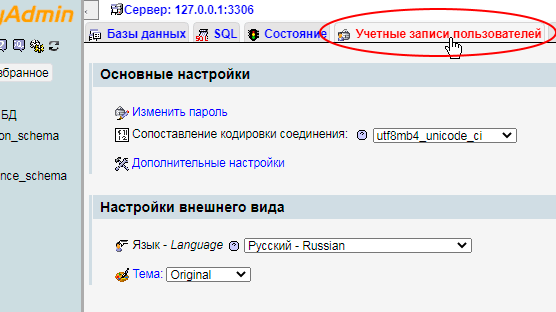 yAdmin
Сервер: 127.0.0.1:3306
Базы данных SQL Состояние Учетные записи пользователей
збранное
БД
on_schema
nce_schema
Основные настройки
Изменить пароль
Сопоставление кодировки соединения: utf8mb4_unicode_ci
Дополнительные настройки
Настройки внешнего вида
Язык - Language Русский - Russian
Тема: Original